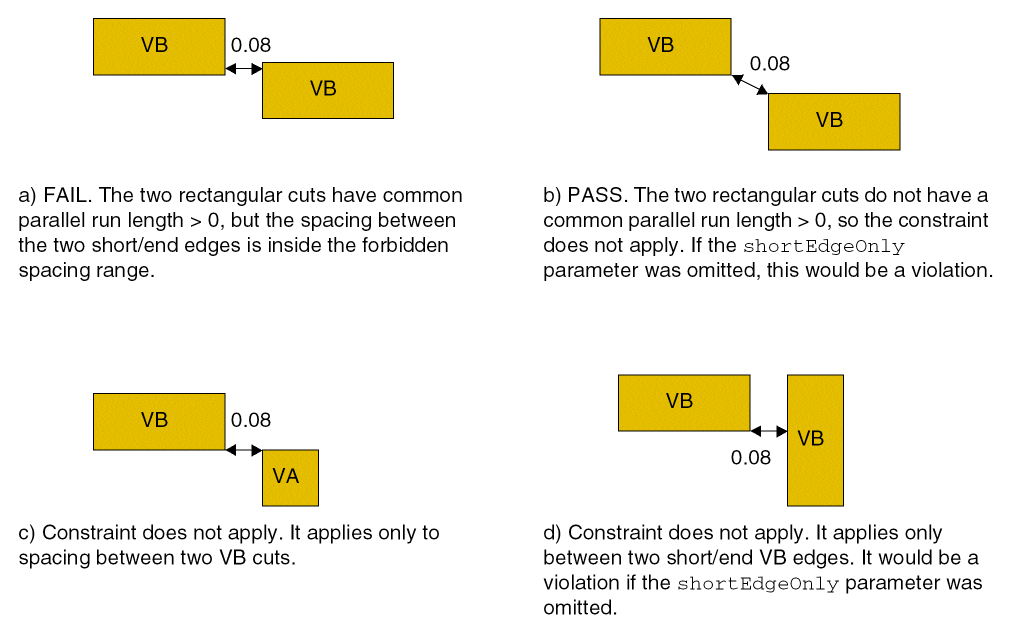 VB
0.08
VB
VB
0.08
VB
a) FAIL. The two rectangular cuts have common
parallel run length > 0, but the spacing between
the two short/end edges is inside the forbidden
spacing range.
b) PASS. The two rectangular cuts do not have a
common parallel run length > 0, so the constraint
does not apply. If the shortEdgeOnly
parameter was omitted, this would be a violation.
VB
0.08
VA
VB
VB
0.08
c) Constraint does not apply. It applies only to
spacing between two VB cuts.
d) Constraint does not apply. It applies only
between two short/end VB edges. It would be a
violation if the shortEdgeOnly parameter was
omitted.